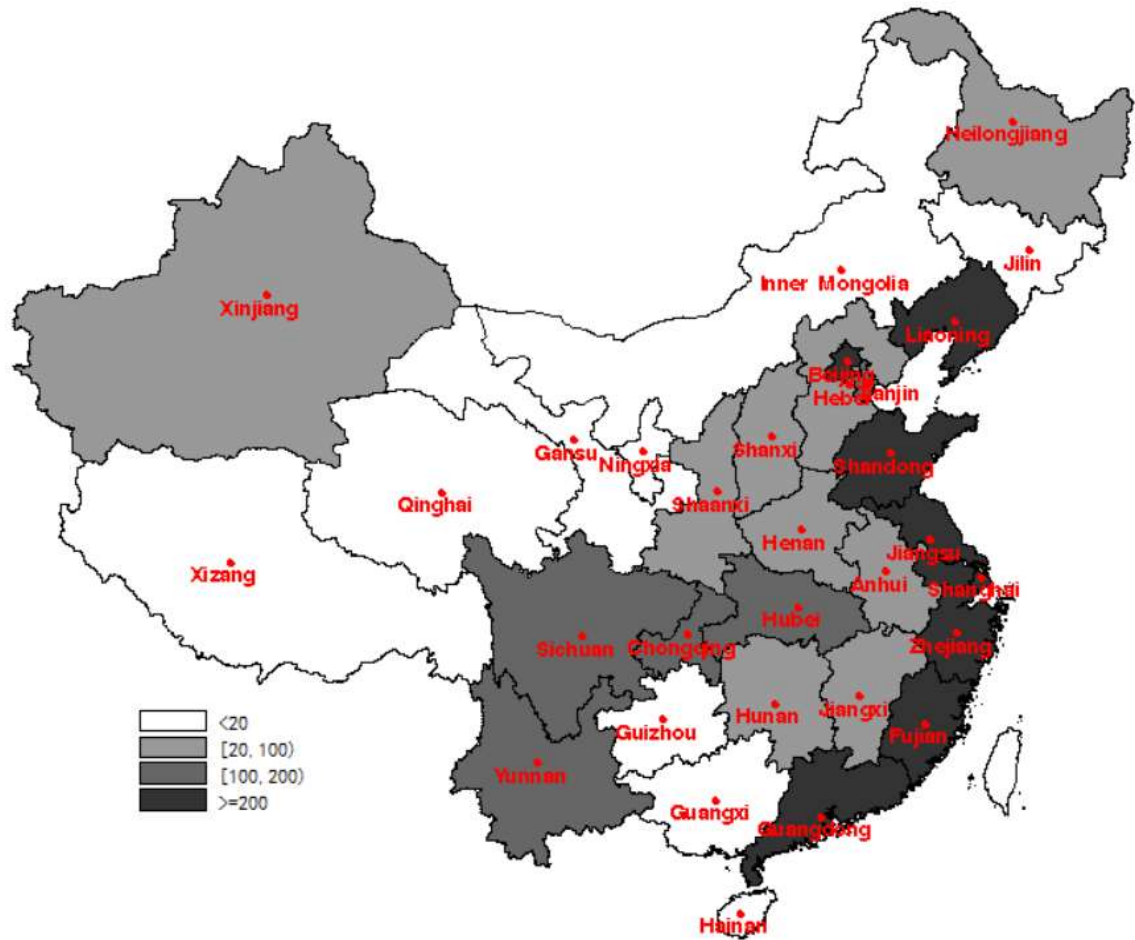 Heilongjiang
Jilin
Inner Mongolia
Xinjiang
Liaoning
Beijing
Tianjin
Hebei
Shanxi
Gansu
Ningxia
Shandong
Qinghai
Shaanxi
Henan
Jiangsu
Xizang
Anhui
Shanghai
Hubei
Sichuan
Chongqing
Zhejiang
Hunan
Jiangxi
Guizhou
Fujian
Yunnan
Guangxi
Guangdong
Hainan
<20
[20, 100)
[100, 200)
>=200